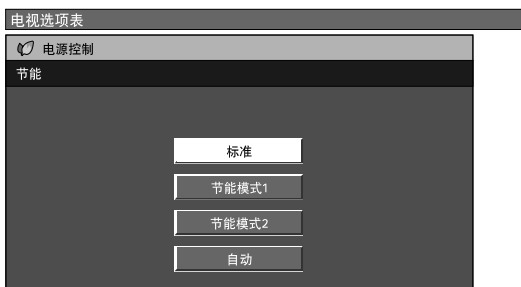 电视选项表
电源控制
节能
标准
节能模式1
节能模式2
自动